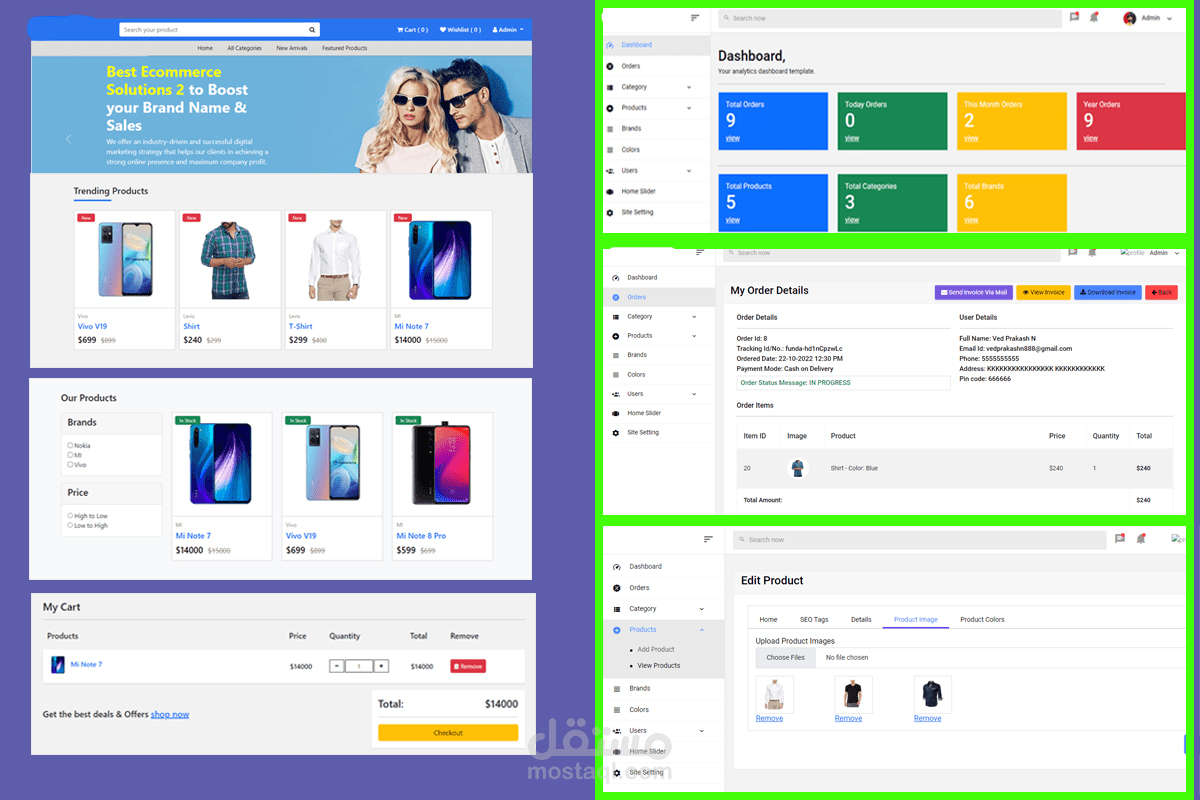 Search your product
Cart ( 0 )
Wishlist ( 0 )
Admin
Home
All Categories
New Arrivals
Featured Products
Best Ecommerce
Solutions 2 to Boost
your Brand Name &
Sales
We offer an industry-driven and successful digital
marketing strategy that helps our clients in achieving a
strong online presence and maximum company profit.
Trending Products
New
New
New
New
Vivo
Vivo V19
$699 $899
Levis
Shirt
$240 $299
Levis
T-Shirt
$299 $400
MI
Mi Note 7
$14000 $15000
Our Products
Brands
Nokia
MI
Vivo
Price
High to Low
Low to High
In Stock
In Stock
In Stock
MI
Mi Note 7
$14000 $15000
Vivo
Vivo V19
$699 $899
MI
Mi Note 8 Pro
$599 $699
My Cart
Products
Price
Quantity
Total
Remove
Mi Note 7
$14000
- 1 +
$14000
Remove
Get the best deals & Offers shop now
Total: $14000
Checkout
Search now
Admin
Dashboard
Orders
Category
Products
Brands
Colors
Users
Home Slider
Site Setting
Dashboard,
Your analytics dashboard template.
Total Orders
9
view
Today Orders
0
view
This Month Orders
2
view
Year Orders
9
view
Total Products
5
view
Total Categories
3
view
Total Brands
6
view
Search now
profile Admin
Dashboard
Orders
Category
Products
Brands
Colors
Users
Home Slider
Site Setting
My Order Details
Send Invoice Via Mail
View Invoice
Download Invoice
Back
Order Details
Order Id: 8
Tracking Id/No.: funda-hd1nCpzwLc
Ordered Date: 22-10-2022 12:30 PM
Payment Mode: Cash on Delivery
Order Status Message: IN PROGRESS
User Details
Full Name: Ved Prakash N
Email Id: vedprakashn888@gmail.com
Phone: 5555555555
Address: KKKKKKKKKKKKKKKK KKKKKKKKKKKK
Pin code: 666666
Order Items
Item ID
Image
Product
Price
Quantity
Total
20
Shirt - Color: Blue
$240
1
$240
Total Amount:
$240
Search now
Dashboard
Orders
Category
Products
Add Product
View Products
Brands
Colors
Users
Home Slider
Site Setting
Edit Product
Home
SEO Tags
Details
Product Image
Product Colors
Upload Product Images
Choose Files
No file chosen
Remove
Remove
Remove
مستقل
mostaql.com